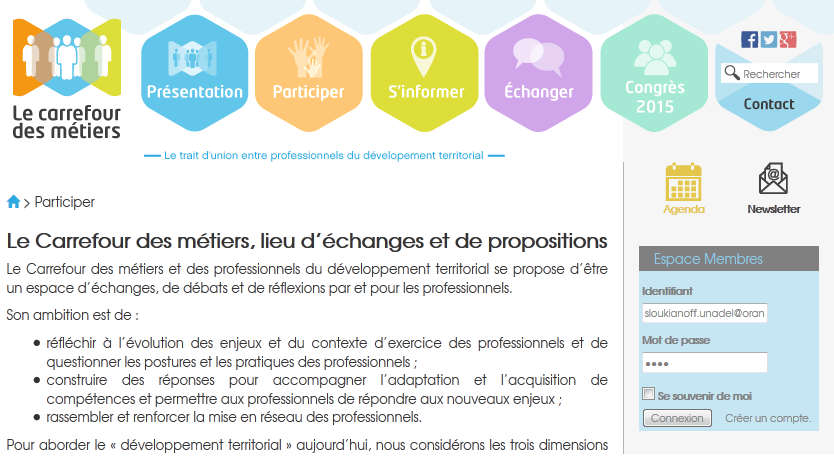 Le carrefour
des métiers
Présentation
Participer
S'informer
Échanger
Congrès
2015
Rechercher
Contact
Le trait d'union entre professionnels du dévelopement territorial
> Participer
Agenda
Newsletter
Le Carrefour des métiers, lieu d'échanges et de propositions
Le Carrefour des métiers et des professionnels du développement territorial se propose d'être
un espace d'échanges, de débats et de réflexions par et pour les professionnels.
Son ambition est de :
• réfléchir à l'évolution des enjeux et du contexte d'exercice des professionnels et de
questionner les postures et les pratiques des professionnels ;
• construire des réponses pour accompagner l'adaptation et l'acquisition de
compétences et permettre aux professionnels de répondre aux nouveaux enjeux ;
• rassembler et renforcer la mise en réseau des professionnels.
Pour aborder le « développement territorial » aujourd'hui, nous considérons les trois dimensions
Espace Membres
Identifiant
sloukianoff.unadel@oran
Mot de passe
••••
Se souvenir de moi
Connexion
Créer un compte.